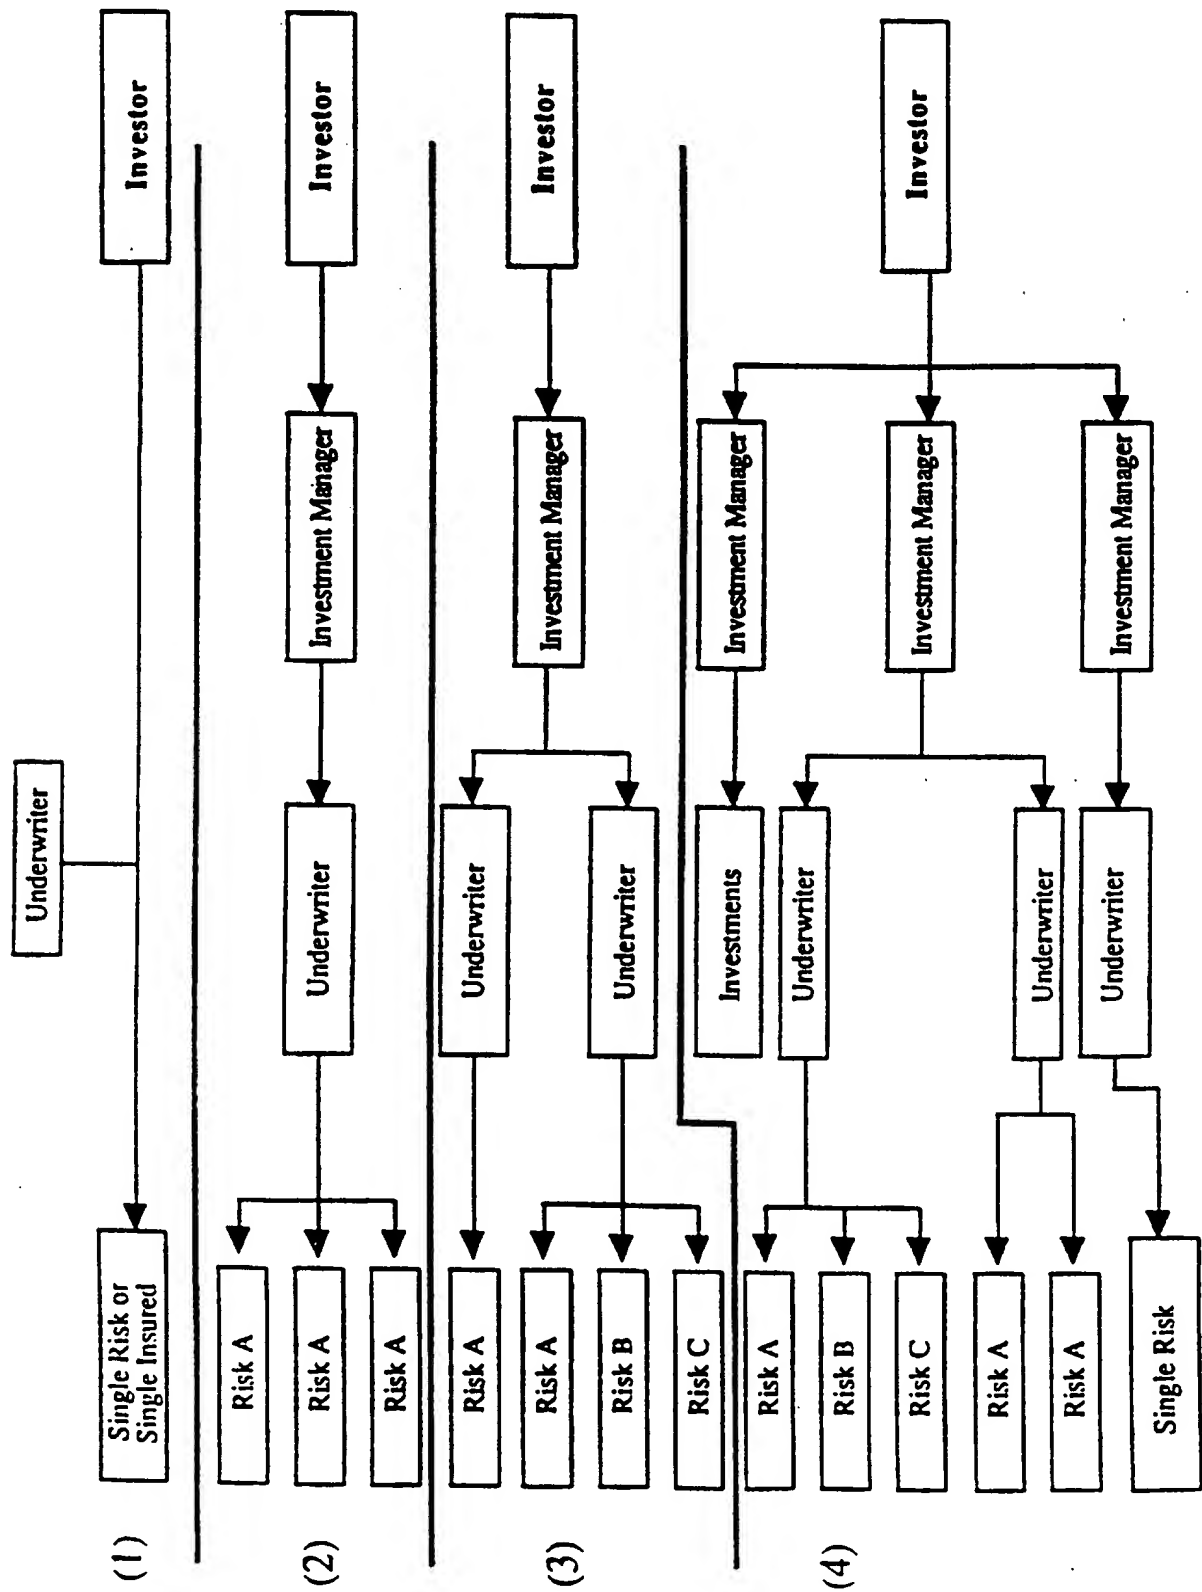 (1)
Single Risk or
Single Insured
Underwriter
Investor
(2)
Risk A
Risk A
Risk A
Underwriter
Investment Manager
Investor
(3)
Risk A
Risk A
Risk B
Risk C
Underwriter
Underwriter
Investment Manager
Investor
(4)
Risk A
Risk B
Risk C
Risk A
Risk A
Single Risk
Investments
Underwriter
Underwriter
Underwriter
Investment Manager
Investment Manager
Investment Manager
Investor